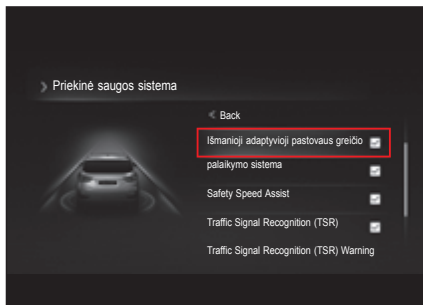 Priekinė saugos sistema
Back
Išmanioji adaptyvioji pastovaus greičio
palaikymo sistema
Safety Speed Assist
Traffic Signal Recognition (TSR)
Traffic Signal Recognition (TSR) Warning